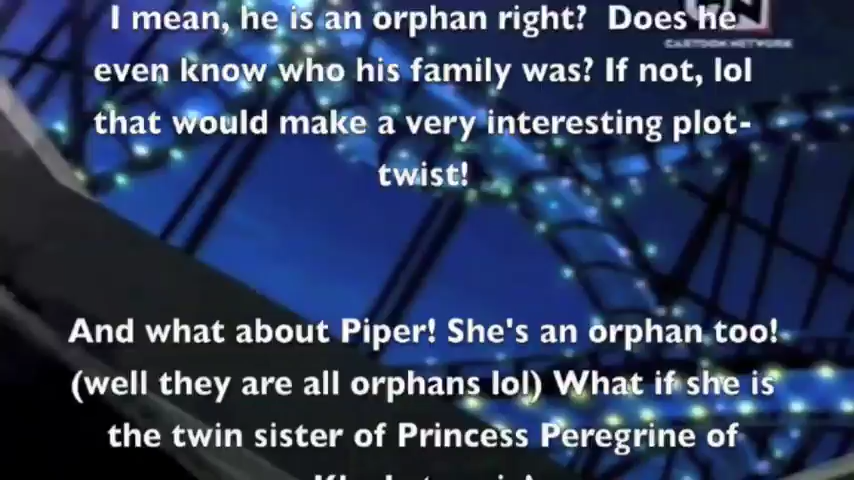 I mean, he is an orphan right?  Does he
CN
CARTOON NETWORK
even know who his family was? If not, lol
that would make a very interesting plot-
twist!
And what about Piper! She's an orphan too!
(well they are all orphans lol) What if she is
the twin sister of Princess Peregrine of